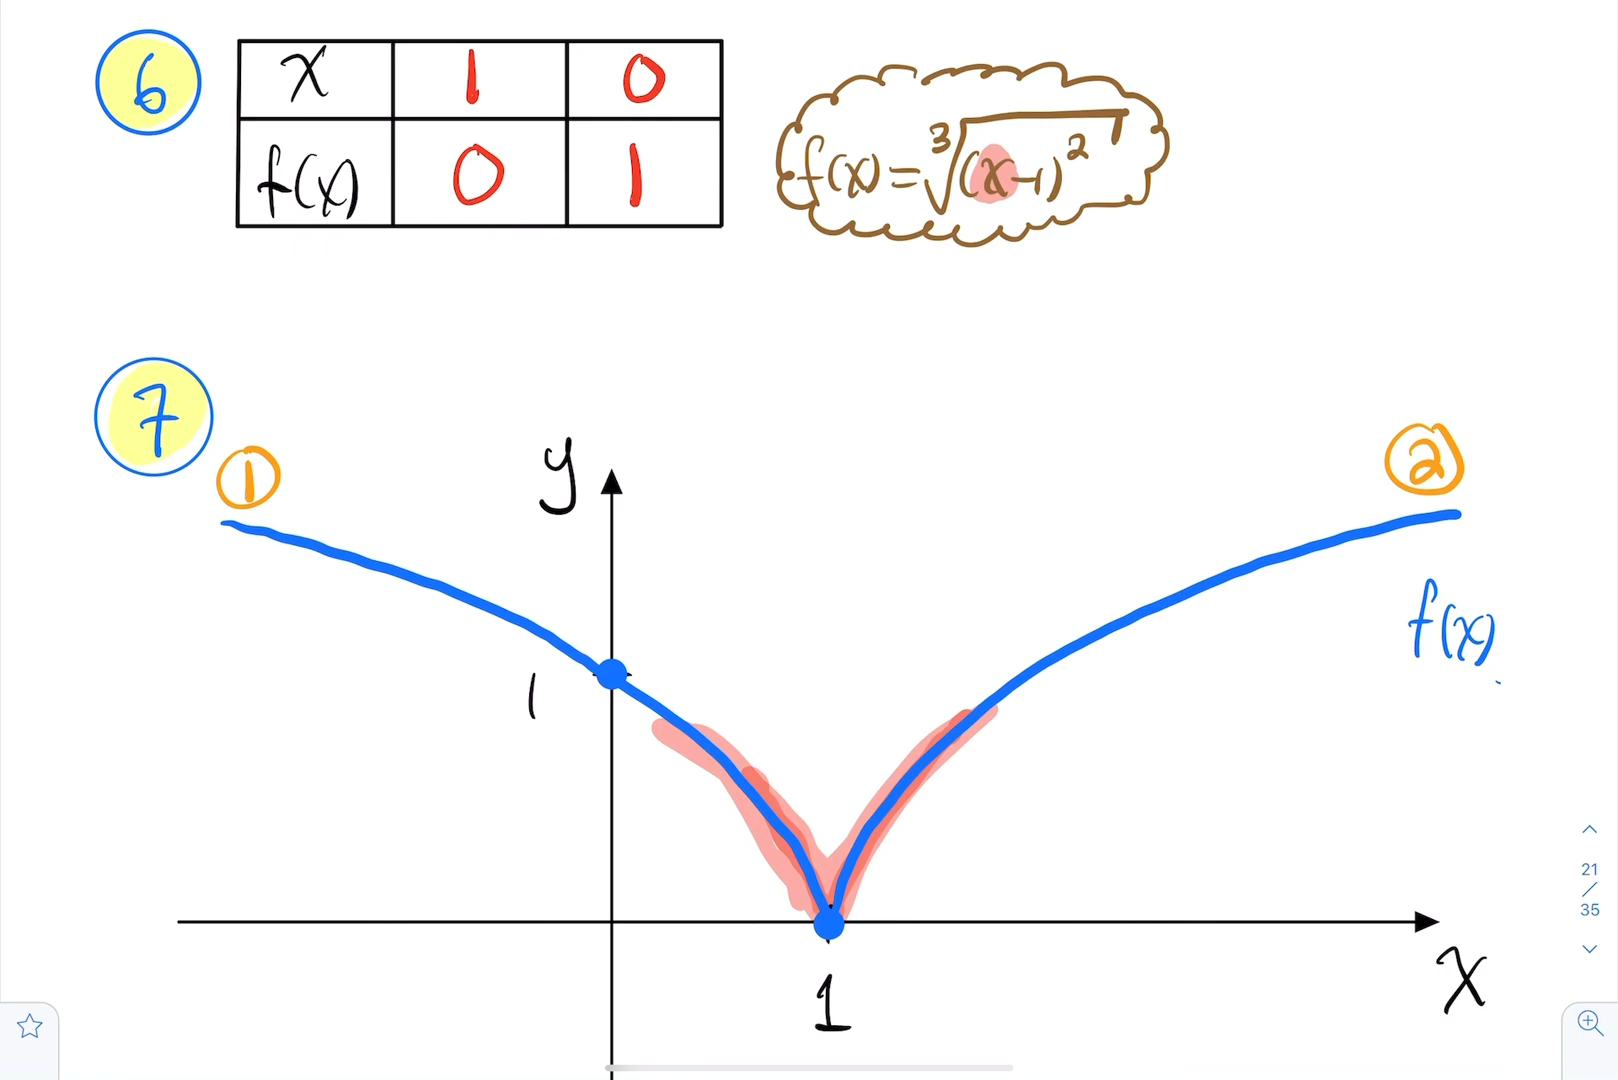 6
x 1 0
f(x) 0 1
f(x) = ∛(x-1)²
7
1
2
y
f(x)
1
1
x
21
/
35